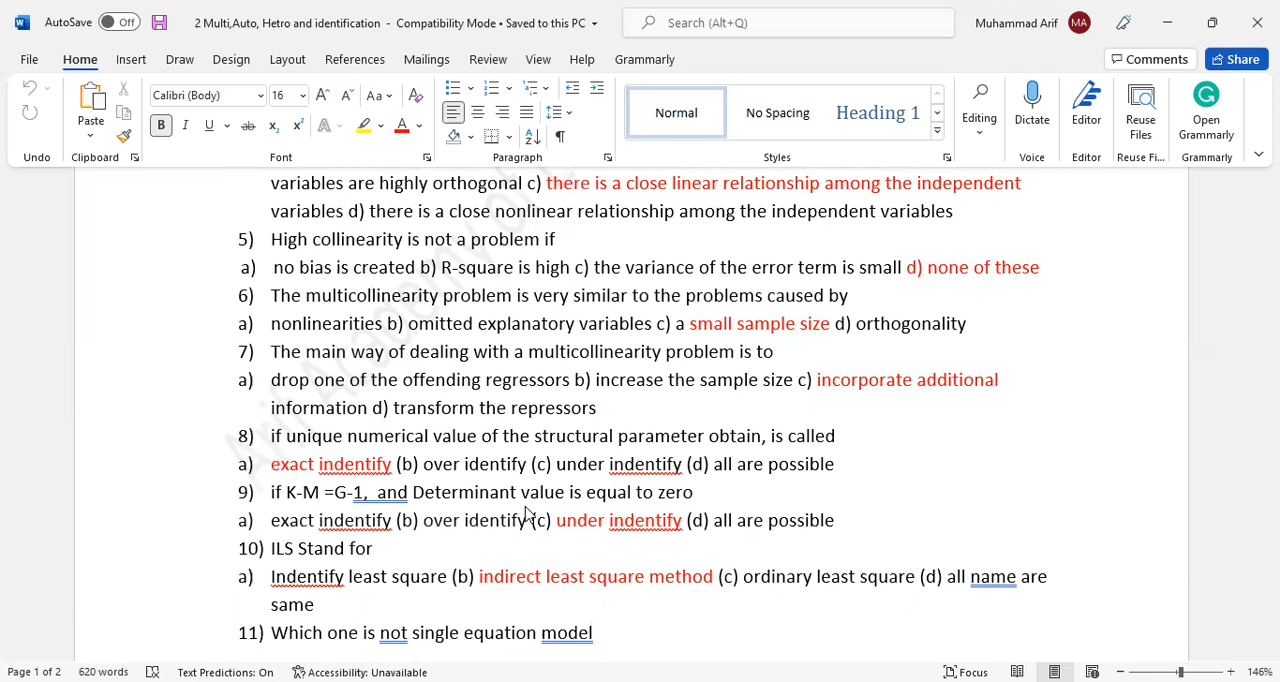 AutoSave Off 2 Multi,Auto, Hetro and identification - Compatibility Mode • Saved to this PC Search (Alt+Q) Muhammad Arif MA
File Home Insert Draw Design Layout References Mailings Review View Help Grammarly Comments Share
Calibri (Body) 16 Aa A
Paste B I U ab x₂ x² A A Normal No Spacing Heading 1 Editing Dictate Editor Reuse Files Open Grammarly
Undo Clipboard Font Paragraph Styles Voice Editor Reuse Fi... Grammarly
variables are highly orthogonal c) there is a close linear relationship among the independent
variables d) there is a close nonlinear relationship among the independent variables
5) High collinearity is not a problem if
a) no bias is created b) R-square is high c) the variance of the error term is small d) none of these
6) The multicollinearity problem is very similar to the problems caused by
a) nonlinearities b) omitted explanatory variables c) a small sample size d) orthogonality
7) The main way of dealing with a multicollinearity problem is to
a) drop one of the offending regressors b) increase the sample size c) incorporate additional
information d) transform the repressors
8) if unique numerical value of the structural parameter obtain, is called
a) exact indentify (b) over identify (c) under indentify (d) all are possible
9) if K-M =G-1, and Determinant value is equal to zero
a) exact indentify (b) over identify (c) under indentify (d) all are possible
10) ILS Stand for
a) Indentify least square (b) indirect least square method (c) ordinary least square (d) all name are
same
11) Which one is not single equation model
Page 1 of 2 620 words Text Predictions: On Accessibility: Unavailable Focus 146%